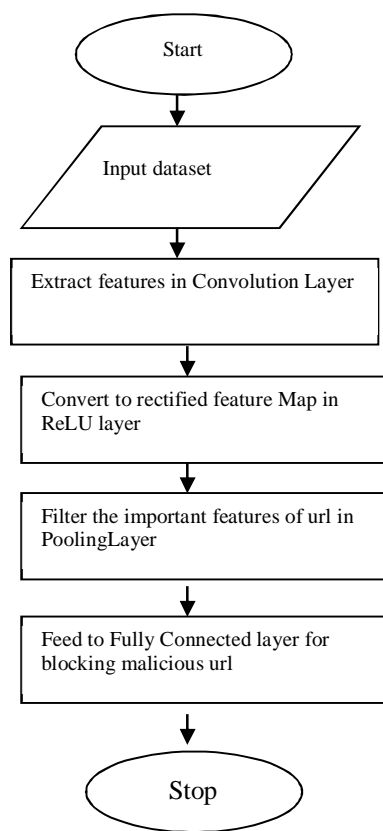 Start
Input dataset
Extract features in Convolution Layer
Convert to rectified feature Map in
ReLU layer
Filter the important features of url in
PoolingLayer
Feed to Fully Connected layer for
blocking malicious url
Stop